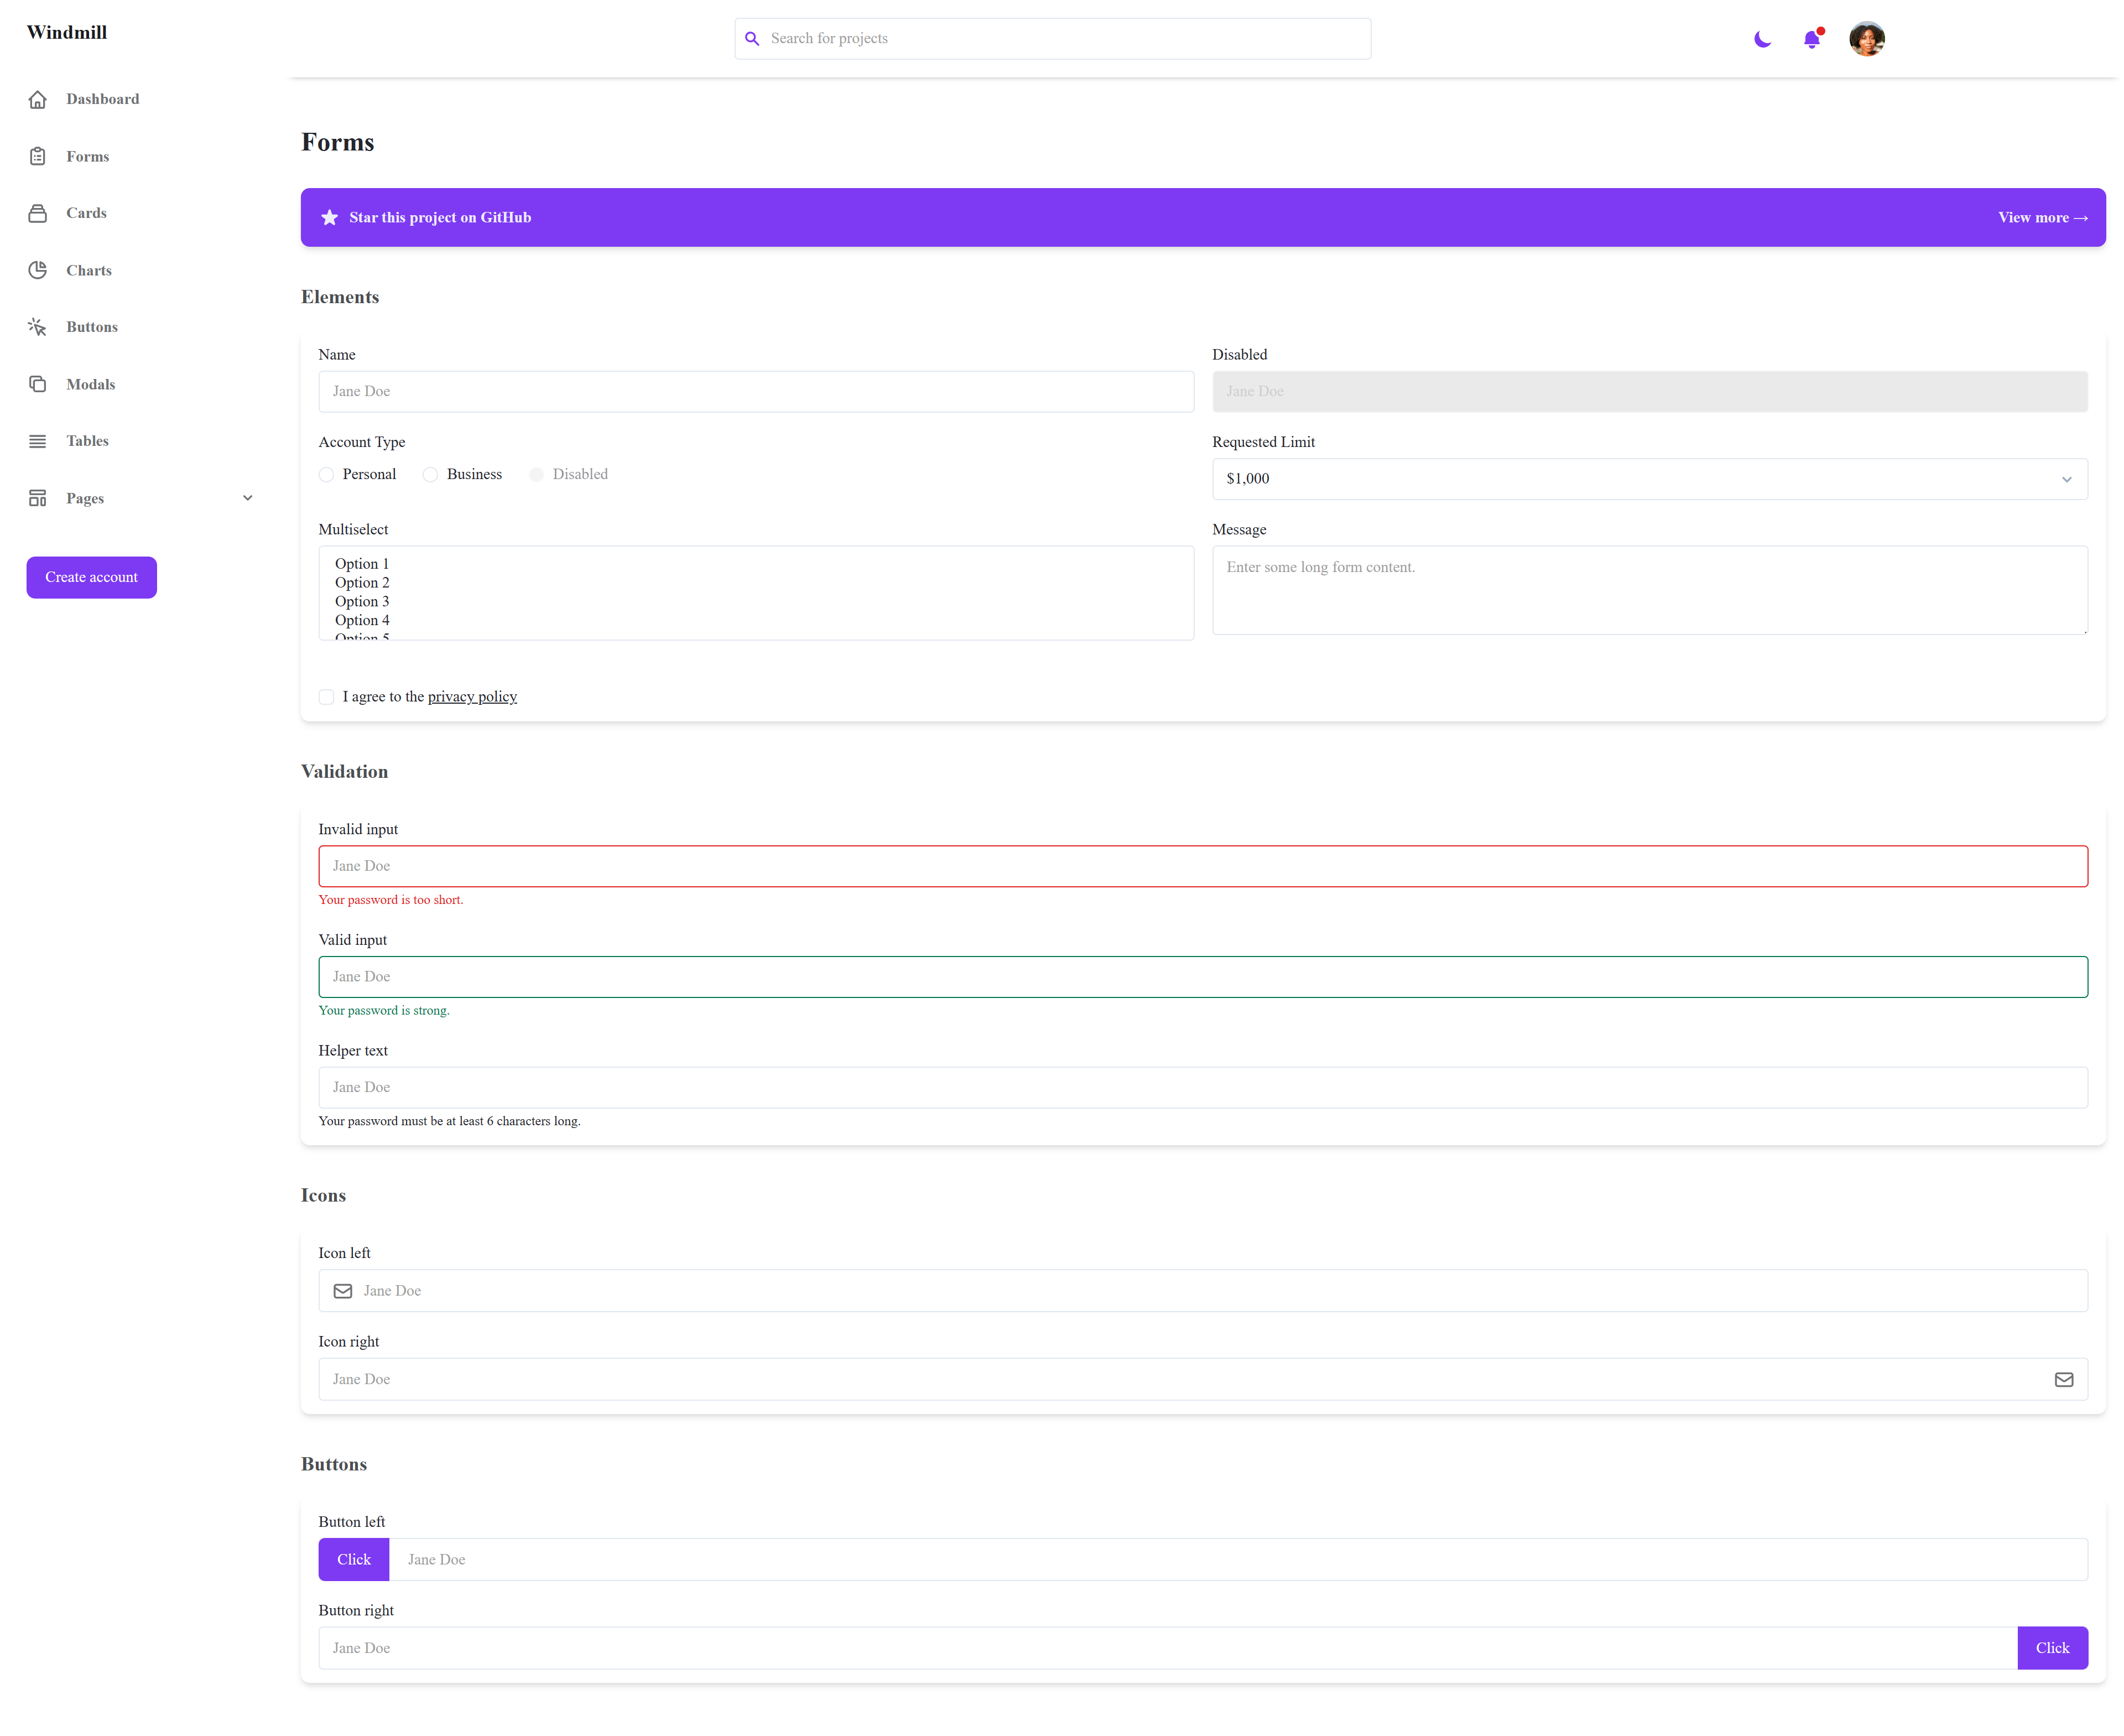 Windmill
Search for projects
Dashboard
Forms
Cards
Charts
Buttons
Modals
Tables
Pages
Create account
Forms
Star this project on GitHub
View more →
Elements
Name
Jane Doe
Disabled
Jane Doe
Account Type
Personal
Business
Disabled
Requested Limit
$1,000
Multiselect
Option 1
Option 2
Option 3
Option 4
Option 5
Message
Enter some long form content.
I agree to the privacy policy
Validation
Invalid input
Jane Doe
Your password is too short.
Valid input
Jane Doe
Your password is strong.
Helper text
Jane Doe
Your password must be at least 6 characters long.
Icons
Icon left
Jane Doe
Icon right
Jane Doe
Buttons
Button left
Click
Jane Doe
Button right
Jane Doe
Click